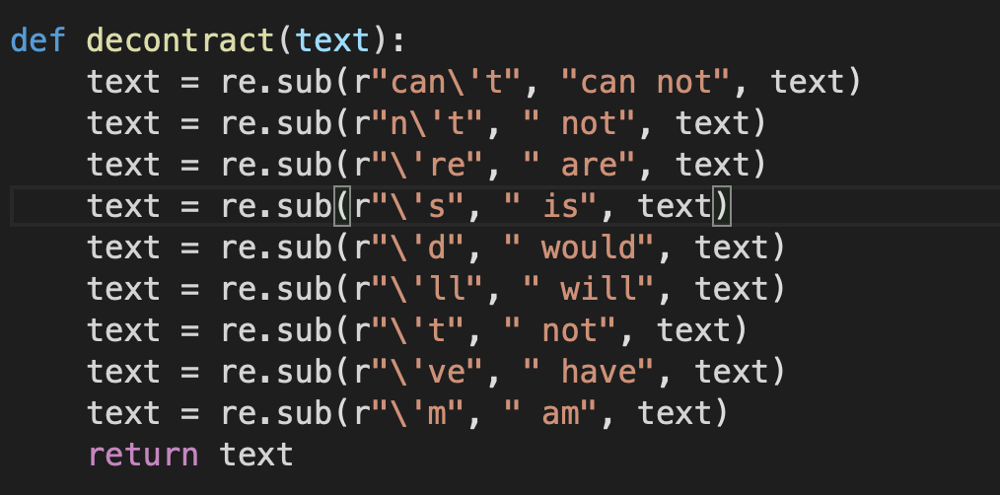 def decontract(text):
    text = re.sub(r"can\'t", "can not", text)
    text = re.sub(r"n\'t", " not", text)
    text = re.sub(r"\'re", " are", text)
    text = re.sub(r"\'s", " is", text)
    text = re.sub(r"\'d", " would", text)
    text = re.sub(r"\'ll", " will", text)
    text = re.sub(r"\'t", " not", text)
    text = re.sub(r"\'ve", " have", text)
    text = re.sub(r"\'m", " am", text)
    return text